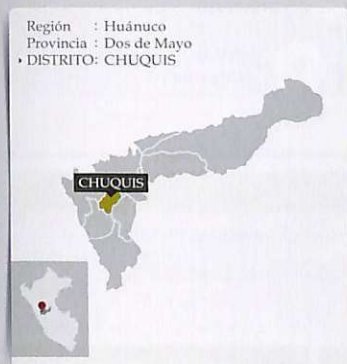 Región : Huánuco
Provincia : Dos de Mayo
DISTRITO: CHUQUIS
CHUQUIS